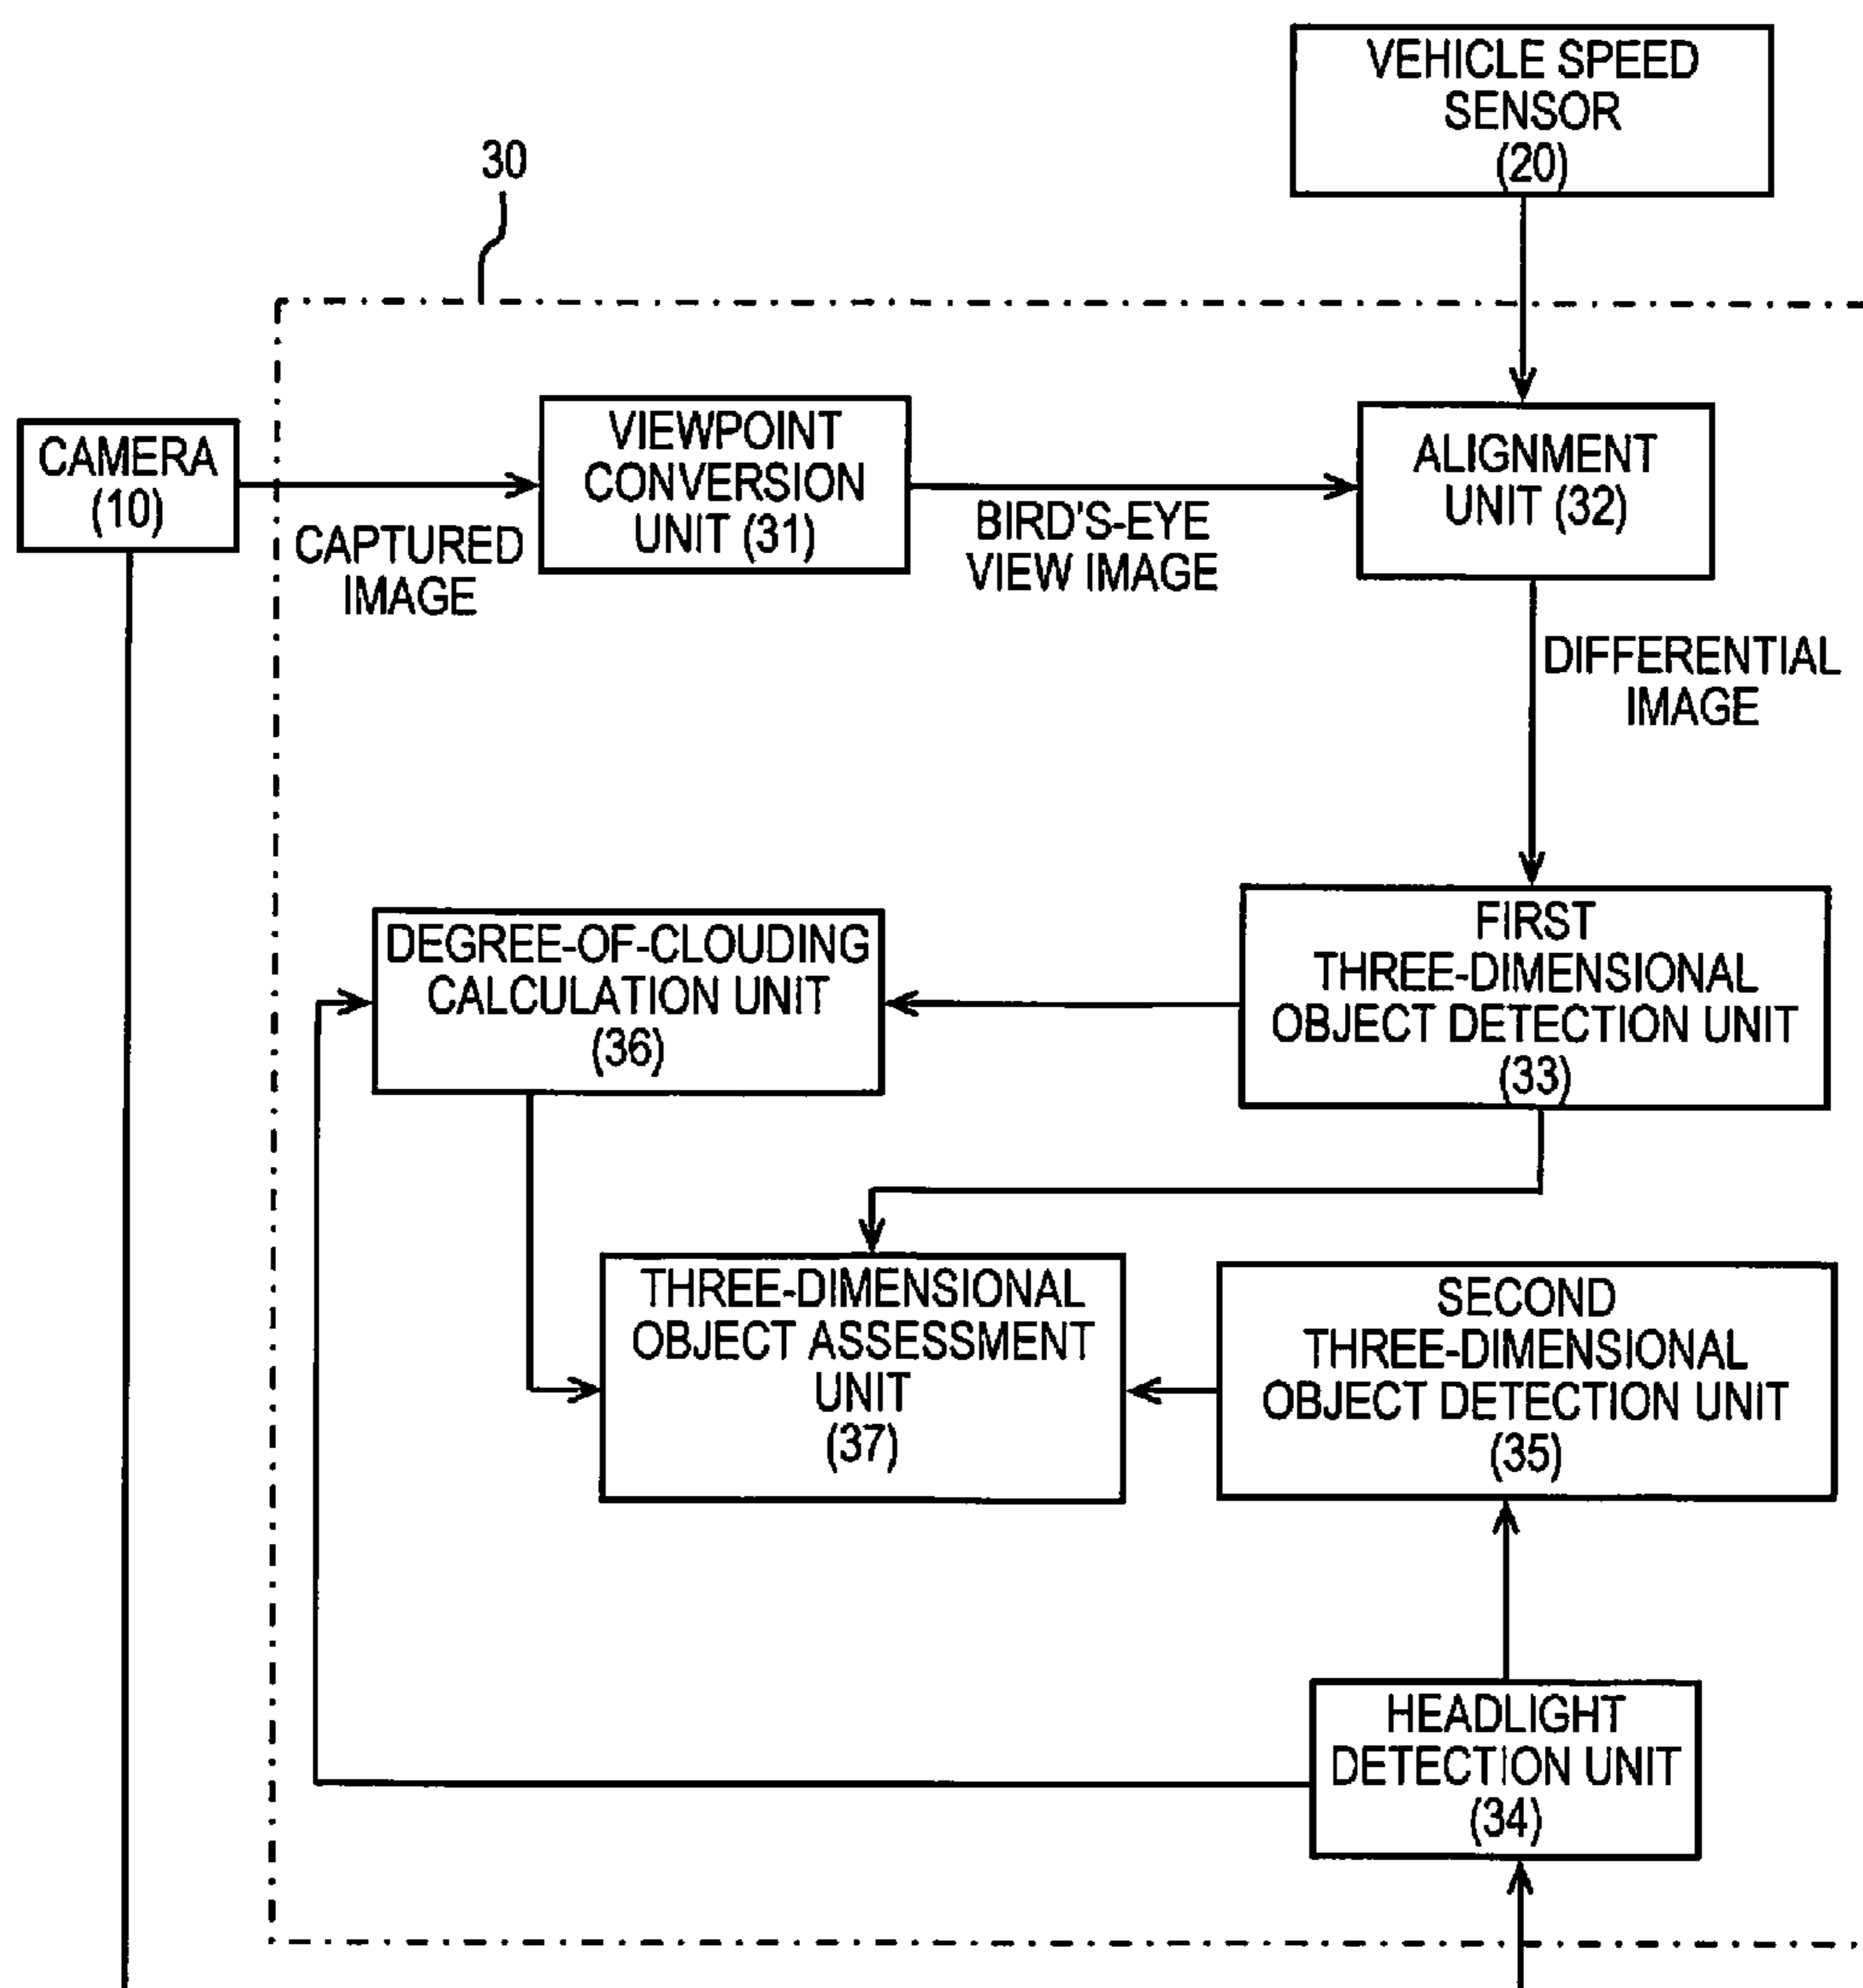 VEHICLE SPEED
SENSOR
(20)
30
CAMERA
(10)
CAPTURED
IMAGE
VIEWPOINT
CONVERSION
UNIT (31)
BIRD'S-EYE
VIEW IMAGE
ALIGNMENT
UNIT (32)
DIFFERENTIAL
IMAGE
DEGREE-OF-CLOUDING
CALCULATION UNIT
(36)
FIRST
THREE-DIMENSIONAL
OBJECT DETECTION UNIT
(33)
THREE-DIMENSIONAL
OBJECT ASSESSMENT
UNIT
(37)
SECOND
THREE-DIMENSIONAL
OBJECT DETECTION UNIT
(35)
HEADLIGHT
DETECTION UNIT
(34)